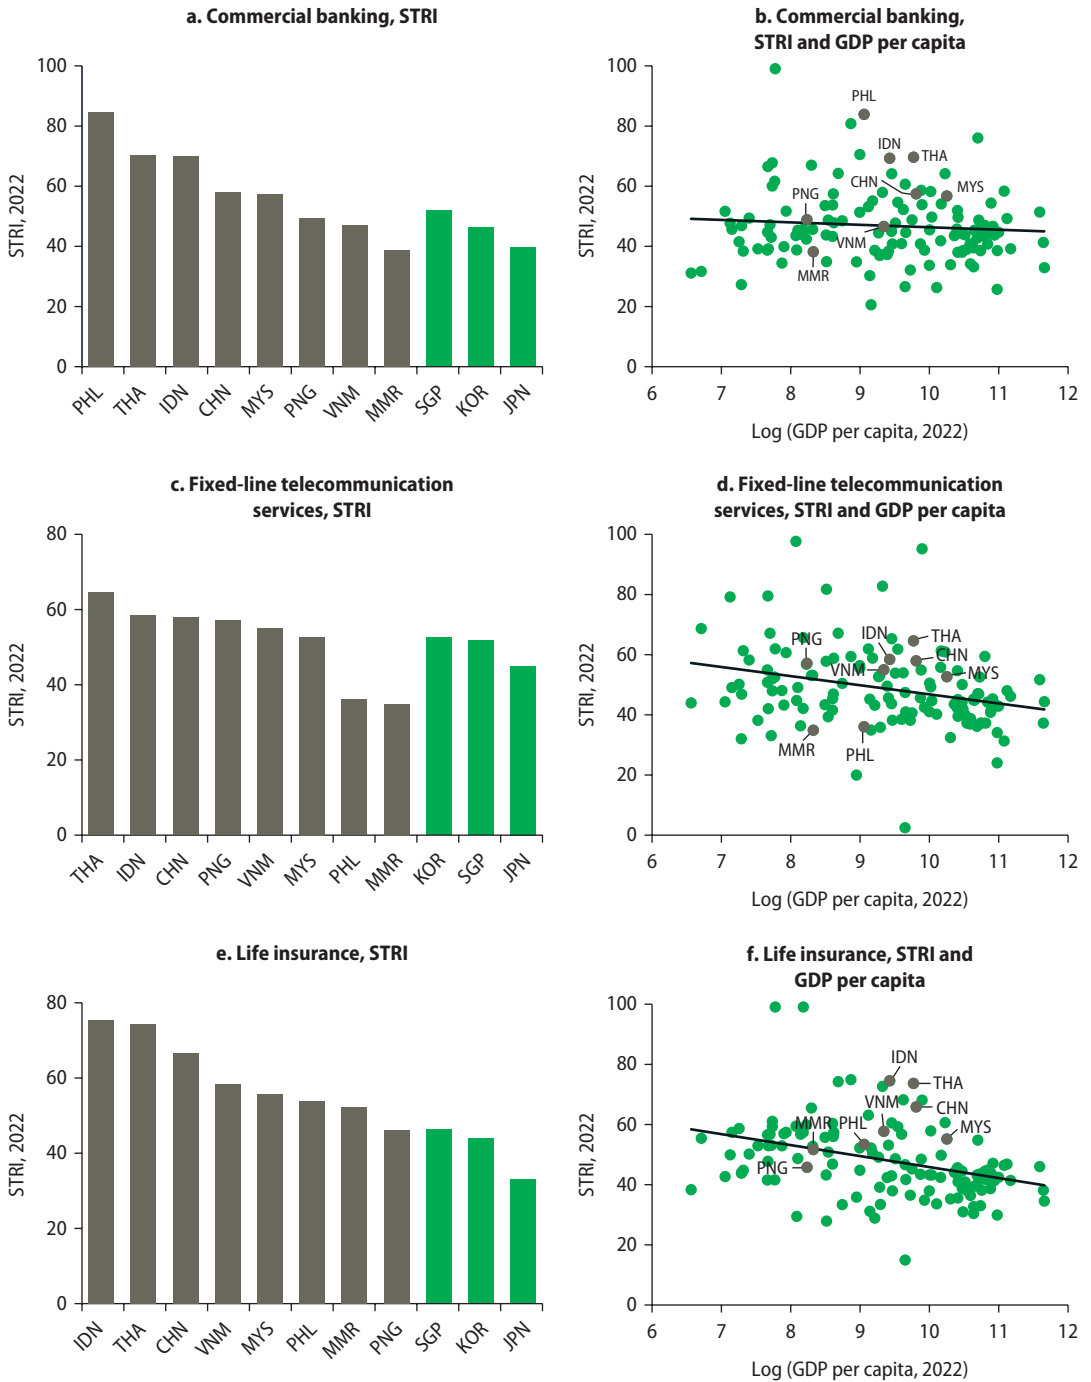 a. Commercial banking, STRI
100
80
60
40
20
0
STRI, 2022
PHL
THA
IDN
CHN
MYS
PNG
VNM
MMR
SGP
KOR
JPN
b. Commercial banking,
STRI and GDP per capita
100
80
60
40
20
0
STRI, 2022
PHL
IDN
THA
CHN
MYS
PNG
VNM
MMR
6 7 8 9 10 11 12
Log (GDP per capita, 2022)
c. Fixed-line telecommunication
services, STRI
80
60
40
20
0
STRI, 2022
THA
IDN
CHN
PNG
VNM
MYS
PHL
MMR
KOR
SGP
JPN
d. Fixed-line telecommunication
services, STRI and GDP per capita
100
80
60
40
20
0
STRI, 2022
PNG
IDN
THA
CHN
VNM
MYS
MMR
PHL
6 7 8 9 10 11 12
Log (GDP per capita, 2022)
e. Life insurance, STRI
80
60
40
20
0
STRI, 2022
IDN
THA
CHN
VNM
MYS
PHL
MMR
PNG
SGP
KOR
JPN
f. Life insurance, STRI and
GDP per capita
100
80
60
40
20
0
STRI, 2022
IDN
THA
VNM
CHN
MMR
PHL
MYS
PNG
6 7 8 9 10 11 12
Log (GDP per capita, 2022)